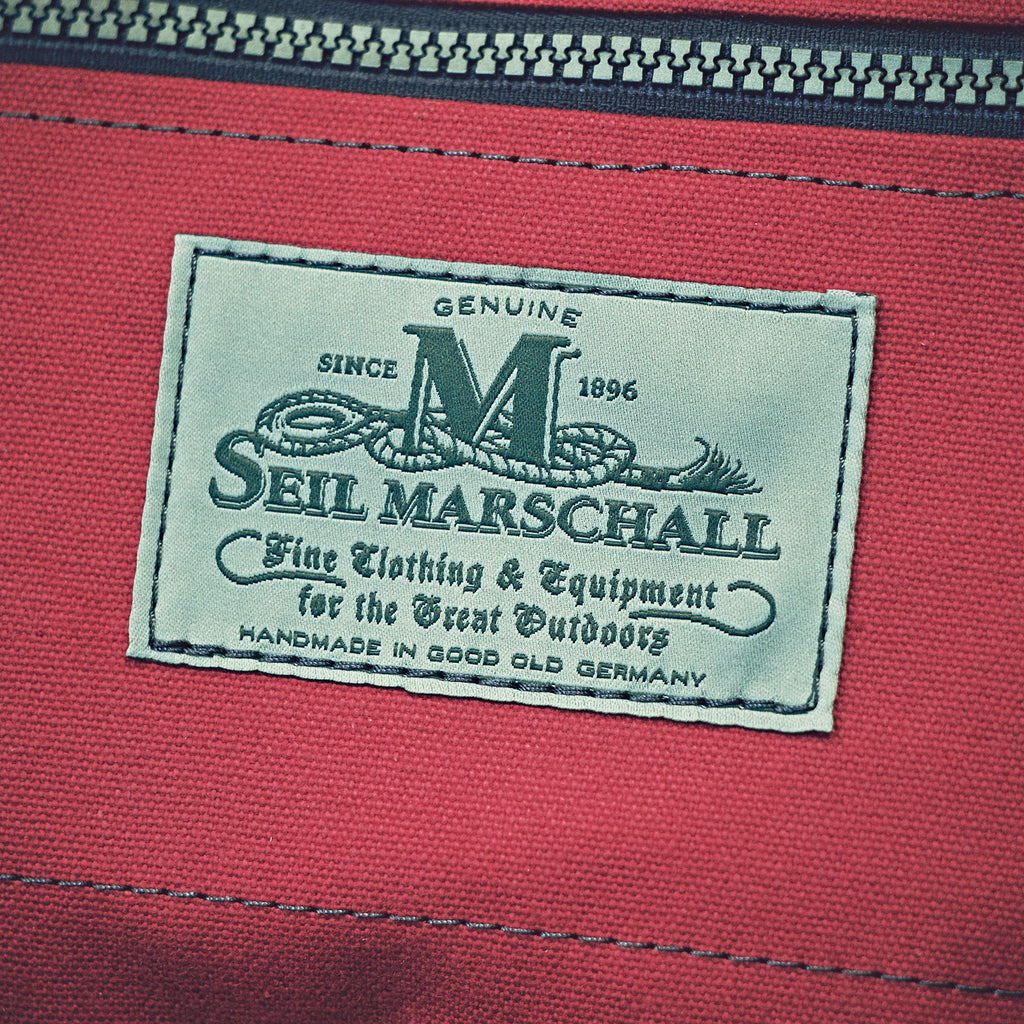 GENUINE
SINCE M 1896
SEIL MARSCHALL
Fine Clothing & Equipment
for the Great Outdoors
HANDMADE IN GOOD OLD GERMANY